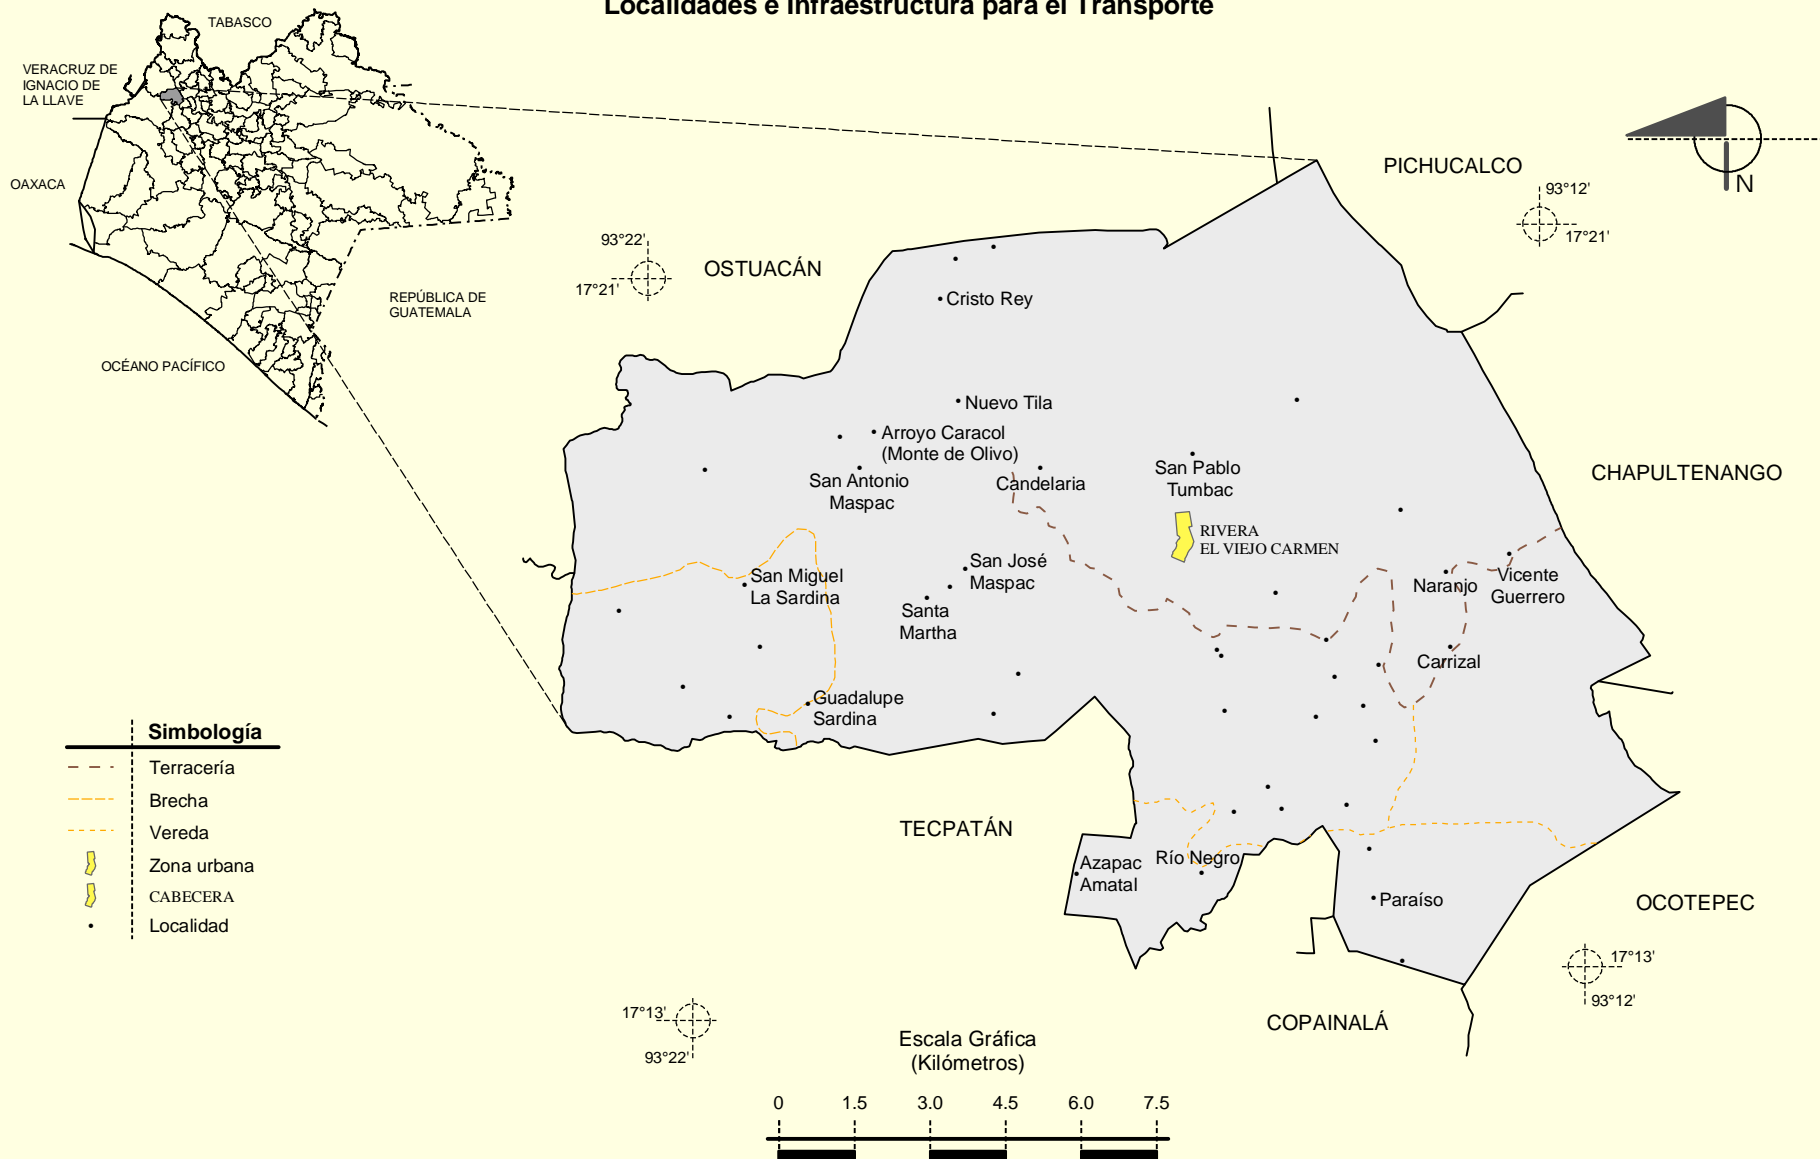 Localidades e Infraestructura para el Transporte
TABASCO
VERACRUZ DE
IGNACIO DE
LA LLAVE
OAXACA
REPÚBLICA DE
GUATEMALA
OCÉANO PACÍFICO
PICHUCALCO
N
93°12'
17°21'
93°22'
17°21'
OSTUACÁN
Cristo Rey
Nuevo Tila
Arroyo Caracol
(Monte de Olivo)
San Antonio
Maspac
Candelaria
San Pablo
Tumbac
CHAPULTENANGO
RIVERA
EL VIEJO CARMEN
San José
Maspac
San Miguel
La Sardina
Santa
Martha
Naranjo
Vicente
Guerrero
Carrizal
Guadalupe
Sardina
Simbología
Terracería
Brecha
Vereda
Zona urbana
CABECERA
Localidad
TECPATÁN
Azapac
Amatal
Río Negro
Paraíso
OCOTEPEC
17°13'
93°12'
17°13'
93°22'
COPAINALÁ
Escala Gráfica
(Kilómetros)
0 1.5 3.0 4.5 6.0 7.5